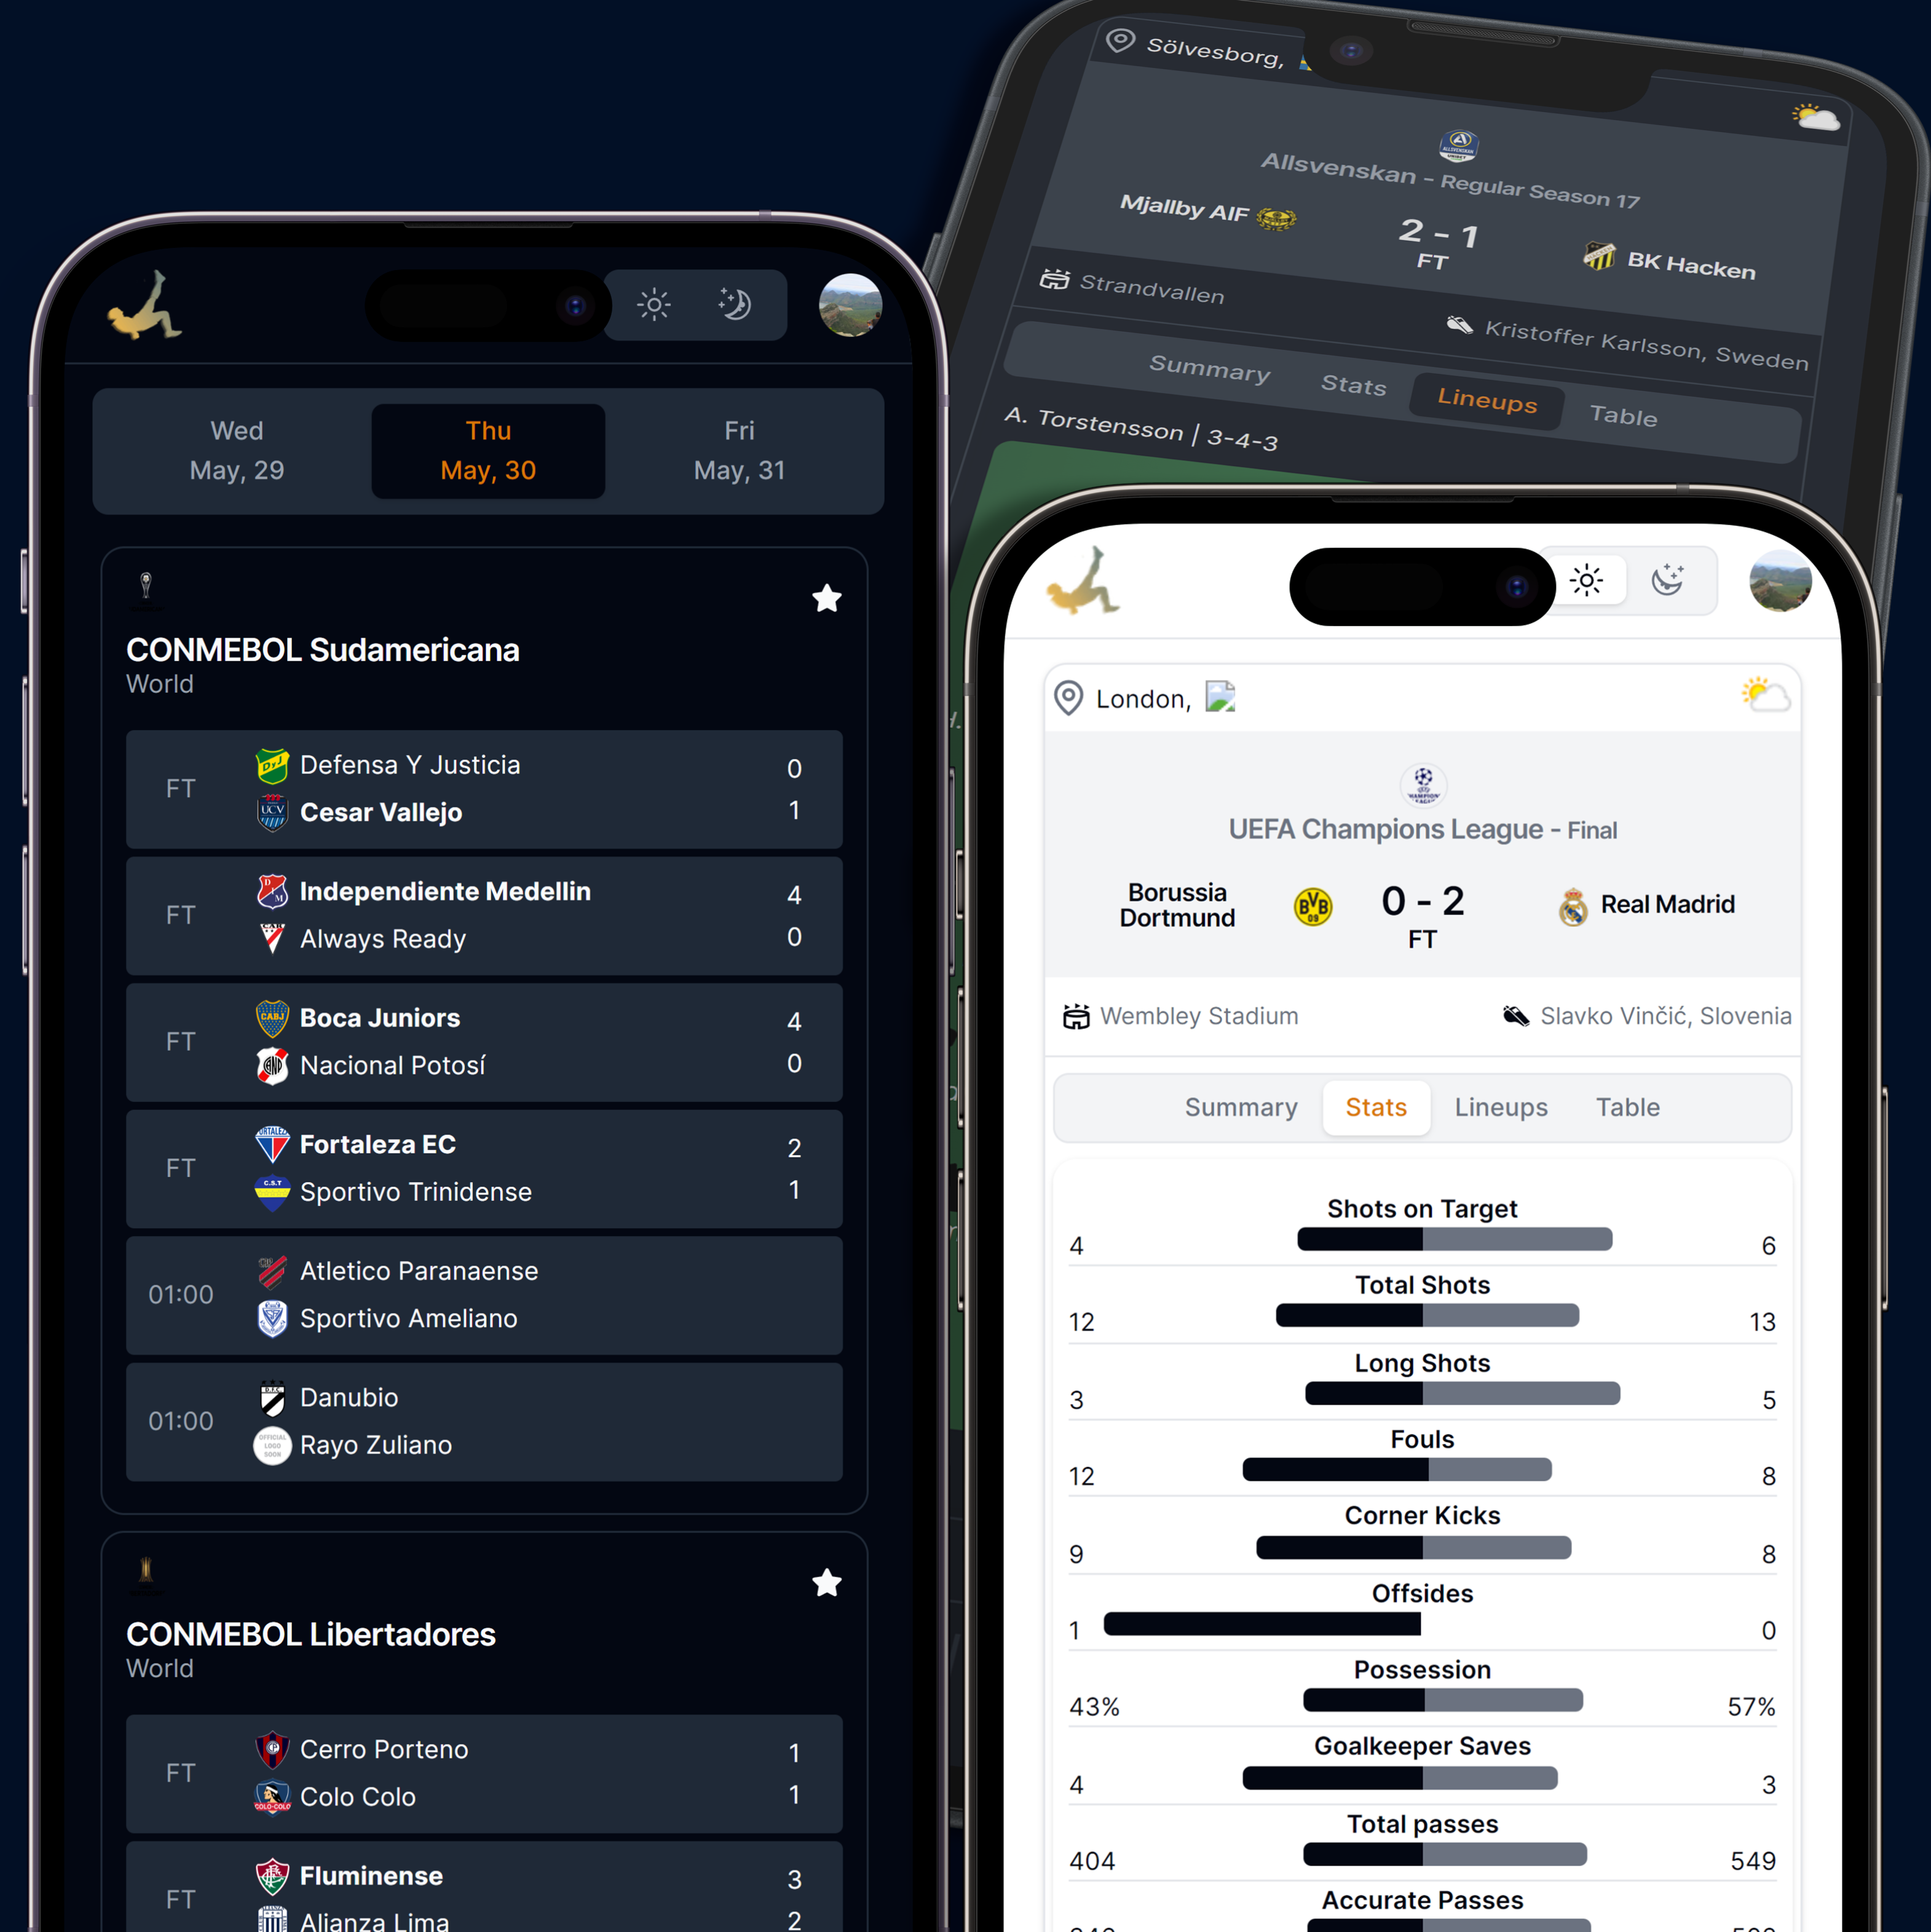 Sölvesborg,
Allsvenskan - Regular Season 17
Mjallby AIF
2 - 1
FT
BK Hacken
Strandvallen
Kristoffer Karlsson, Sweden
Summary
Stats
Lineups
Table
A. Torstensson | 3-4-3
Wed
May, 29
Thu
May, 30
Fri
May, 31
CONMEBOL Sudamericana
World
FT
Defensa Y Justicia
0
Cesar Vallejo
1
FT
Independiente Medellin
4
Always Ready
0
FT
Boca Juniors
4
Nacional Potosí
0
FT
Fortaleza EC
2
Sportivo Trinidense
1
01:00
Atletico Paranaense
Sportivo Ameliano
01:00
Danubio
OFFICIAL
LOGO
SOON
Rayo Zuliano
CONMEBOL Libertadores
World
FT
Cerro Porteno
1
Colo Colo
1
FT
Fluminense
3
Alianza Lima
2
London,
UEFA Champions League - Final
Borussia
Dortmund
BVB
09
0 - 2
FT
Real Madrid
Wembley Stadium
Slavko Vinčić, Slovenia
Summary
Stats
Lineups
Table
Shots on Target
4
6
Total Shots
12
13
Long Shots
3
5
Fouls
12
8
Corner Kicks
9
8
Offsides
1
0
Possession
43%
57%
Goalkeeper Saves
4
3
Total passes
404
549
Accurate Passes